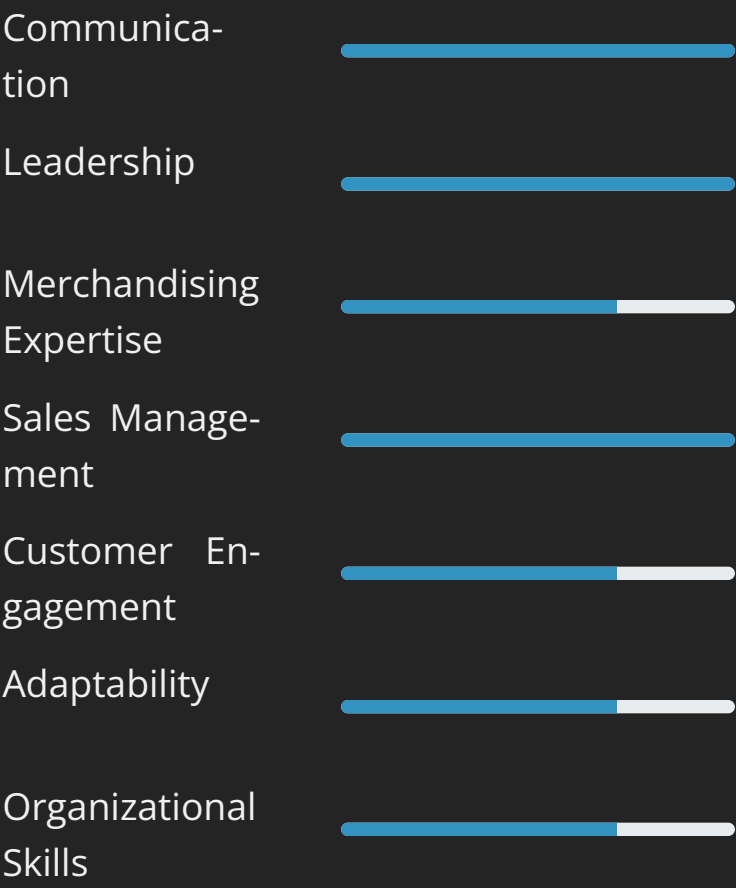 Communica-
tion
Leadership
Merchandising
Expertise
Sales Manage-
ment
Customer En-
gagement
Adaptability
Organizational
Skills